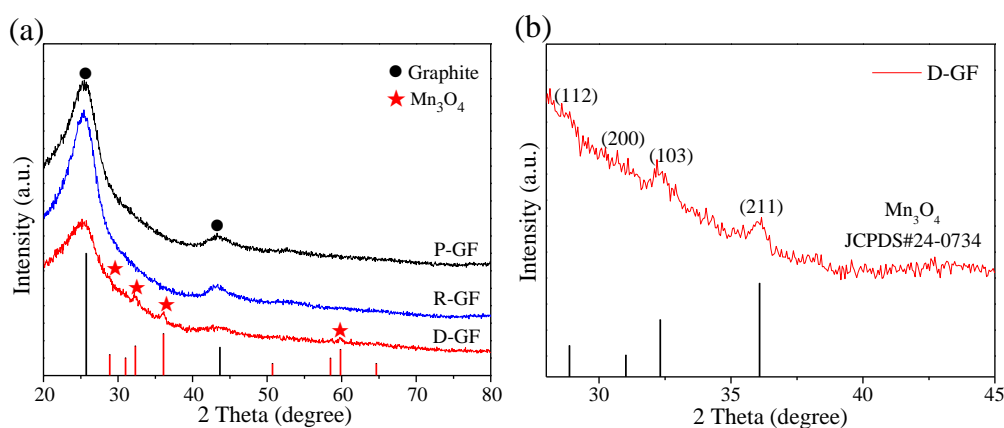 (a)
Graphite
Mn₃O₄
P-GF
R-GF
D-GF
Intensity (a.u.)
20 30 40 50 60 70 80
2 Theta (degree)
(b)
D-GF
(112)
(200)
(103)
(211)
Mn₃O₄
JCPDS#24-0734
Intensity (a.u.)
30 35 40 45
2 Theta (degree)